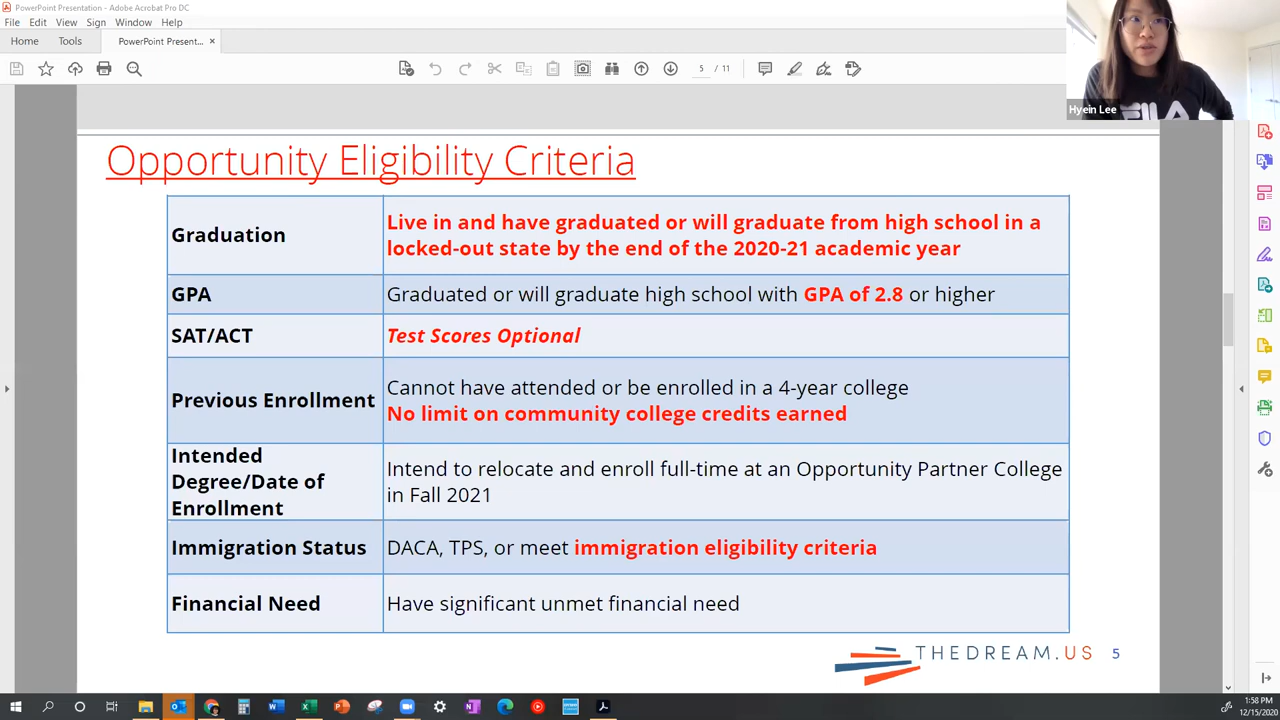 PowerPoint Presentation - Adobe Acrobat Pro DC
File Edit View Sign Window Help
Home Tools PowerPoint Present... ×
5 / 11
Hyein Lee
FILA
Opportunity Eligibility Criteria
Graduation
Live in and have graduated or will graduate from high school in a
locked-out state by the end of the 2020-21 academic year
GPA
Graduated or will graduate high school with GPA of 2.8 or higher
SAT/ACT
Test Scores Optional
Previous Enrollment
Cannot have attended or be enrolled in a 4-year college
No limit on community college credits earned
Intended
Degree/Date of
Enrollment
Intend to relocate and enroll full-time at an Opportunity Partner College
in Fall 2021
Immigration Status
DACA, TPS, or meet immigration eligibility criteria
Financial Need
Have significant unmet financial need
THEDREAM.US 5
1:58 PM
12/15/2020